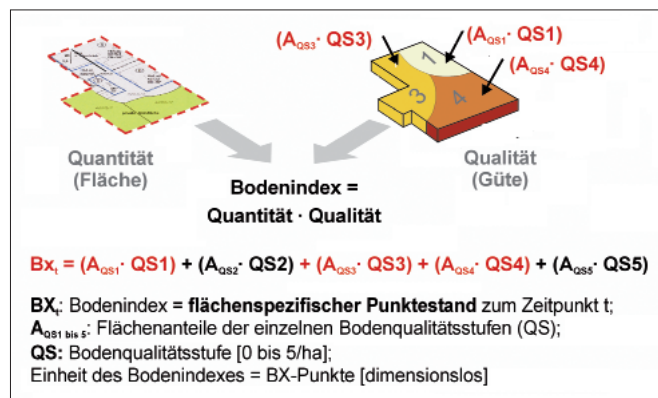 (A_QS3· QS3)
(A_QS1· QS1)
(A_QS4· QS4)
1
3
4
Quantität
(Fläche)
Qualität
(Güte)
Bodenindex =
Quantität · Qualität
Bx_t = (A_QS1· QS1) + (A_QS2· QS2) + (A_QS3· QS3) + (A_QS4· QS4) + (A_QS5· QS5)
BX_t: Bodenindex = flächenspezifischer Punktestand zum Zeitpunkt t;
A_QS1 bis 5: Flächenanteile der einzelnen Bodenqualitätsstufen (QS);
QS: Bodenqualitätsstufe [0 bis 5/ha];
Einheit des Bodenindexes = BX-Punkte [dimensionslos]